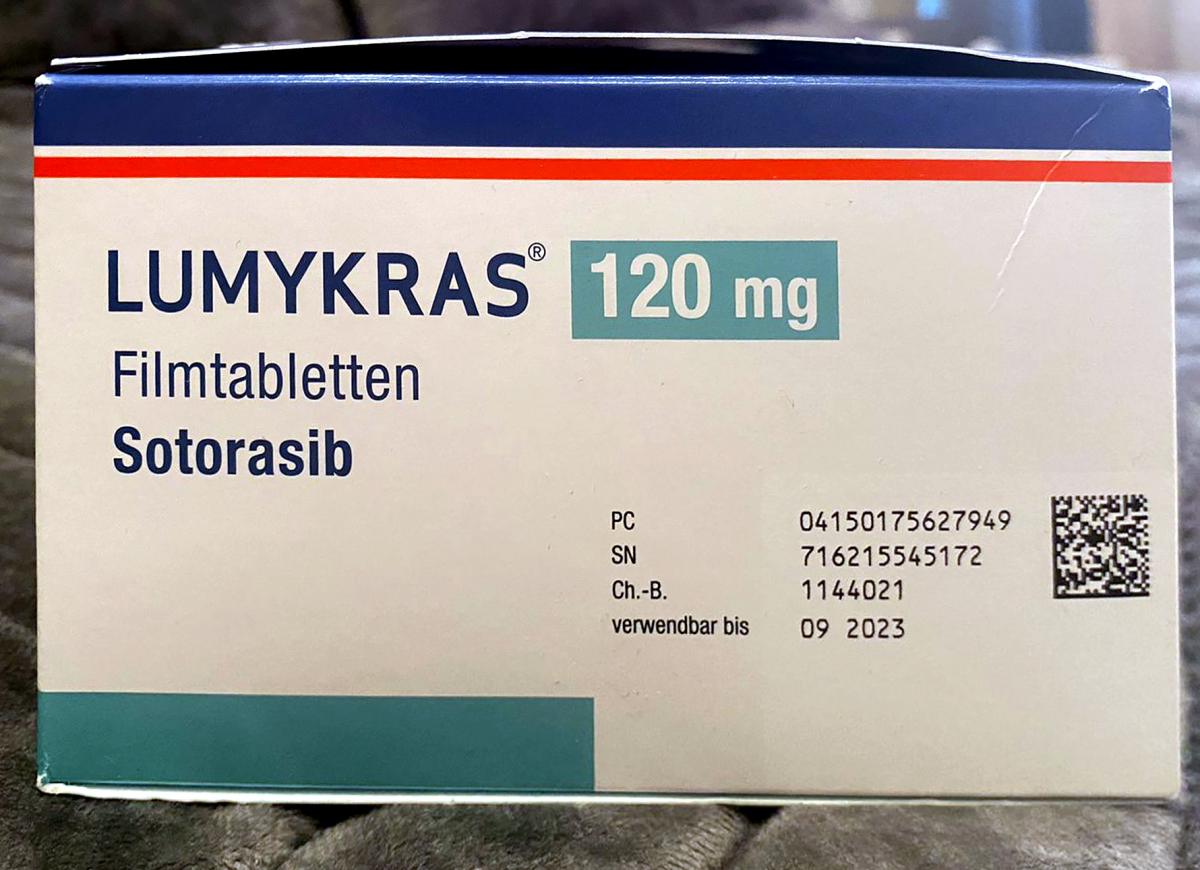 LUMYKRAS® 120 mg
Filmtabletten
Sotorasib
PC 04150175627949
SN 716215545172
Ch.-B. 1144021
verwendbar bis 09 2023